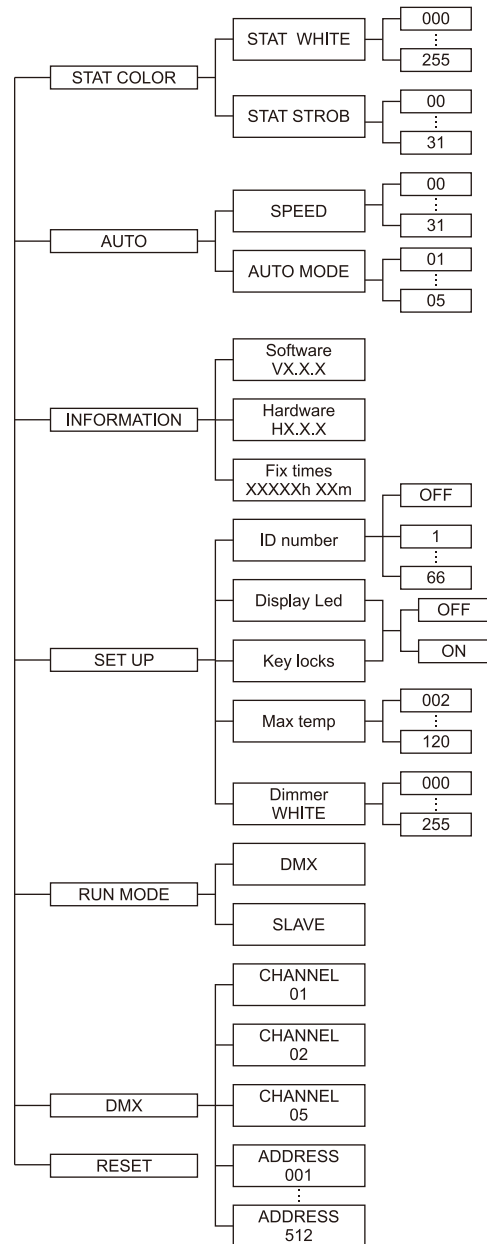 STAT COLOR
STAT WHITE
000
255
STAT STROB
00
31
AUTO
SPEED
00
31
AUTO MODE
01
05
INFORMATION
Software
VX.X.X
Hardware
HX.X.X
Fix times
XXXXXh XXm
SET UP
ID number
OFF
1
66
Display Led
Key locks
OFF
ON
Max temp
002
120
Dimmer
WHITE
000
255
RUN MODE
DMX
SLAVE
DMX
CHANNEL
01
CHANNEL
02
CHANNEL
05
ADDRESS
001
ADDRESS
512
RESET